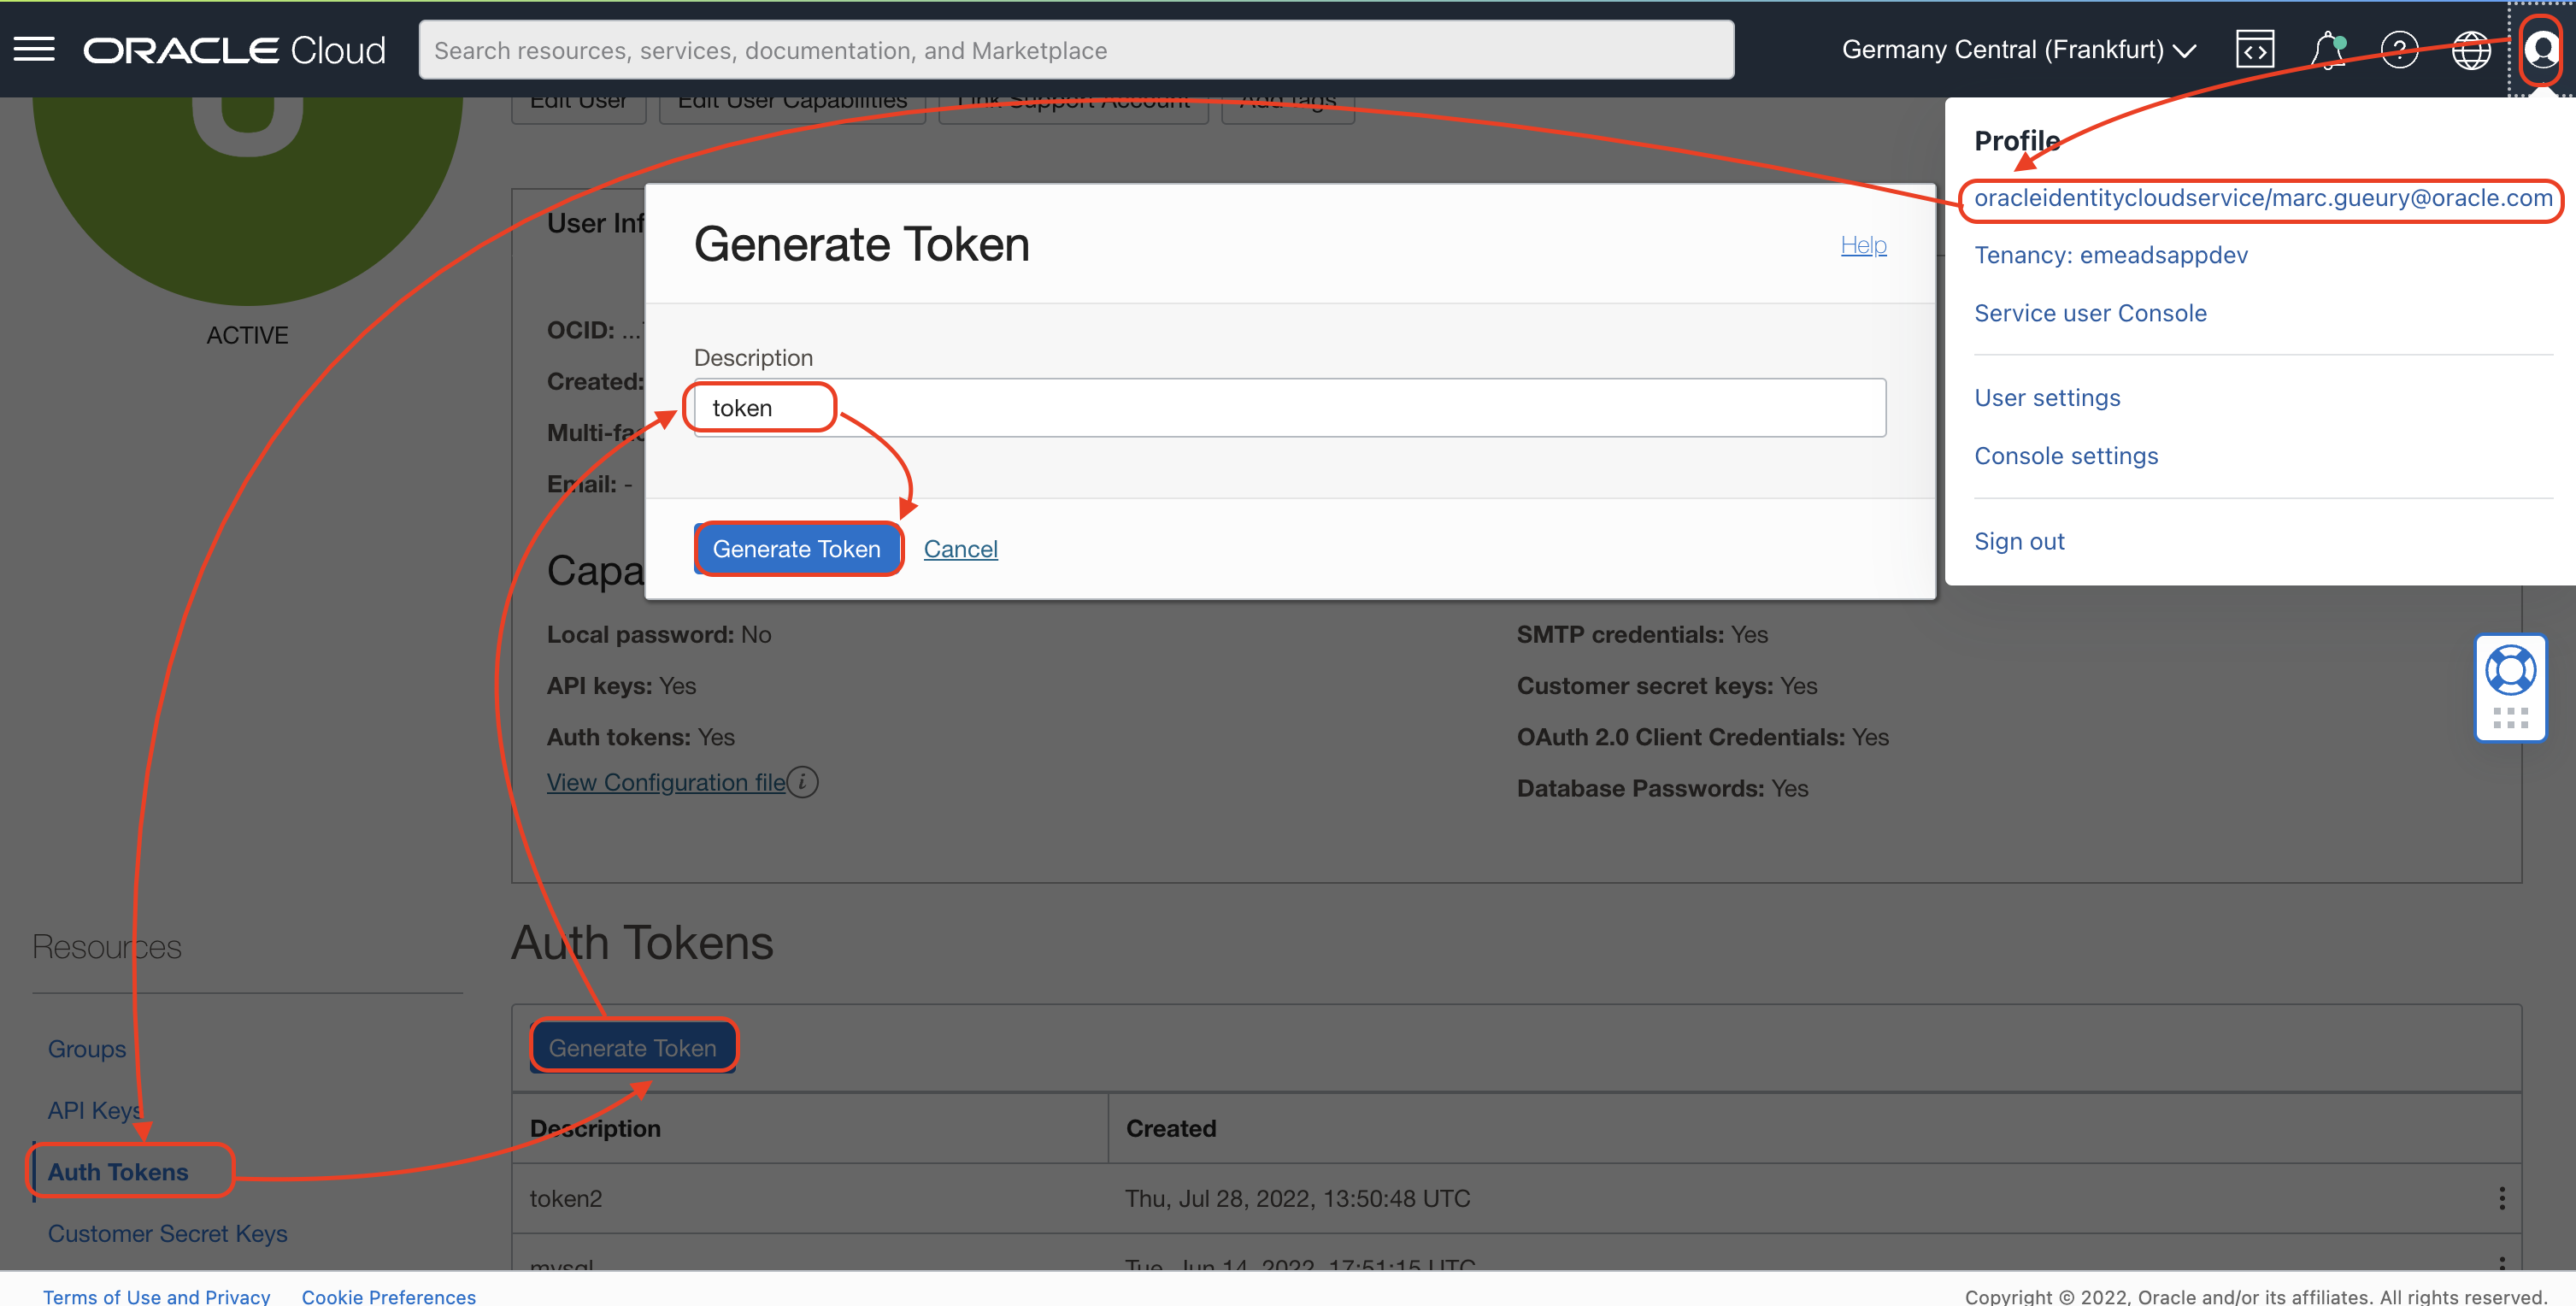 ORACLE Cloud
Search resources, services, documentation, and Marketplace
Germany Central (Frankfurt)
Edit User
Edit User Capabilities
Link Support Account
Add Tags
ACTIVE
User Inf
OCID: ...
Created:
Multi-fac
Email: -
Capa
Generate Token
Help
Description
token
Generate Token
Cancel
Profile
oracleidentitycloudservice/marc.gueury@oracle.com
Tenancy: emeadsappdev
Service user Console
User settings
Console settings
Sign out
Local password: No
API keys: Yes
Auth tokens: Yes
View Configuration file
SMTP credentials: Yes
Customer secret keys: Yes
OAuth 2.0 Client Credentials: Yes
Database Passwords: Yes
Resources
Groups
API Keys
Auth Tokens
Customer Secret Keys
Auth Tokens
Generate Token
Description Created
token2 Thu, Jul 28, 2022, 13:50:48 UTC
mysql Tue, Jun 14, 2022, 17:51:15 UTC
Terms of Use and Privacy
Cookie Preferences
Copyright © 2022, Oracle and/or its affiliates. All rights reserved.